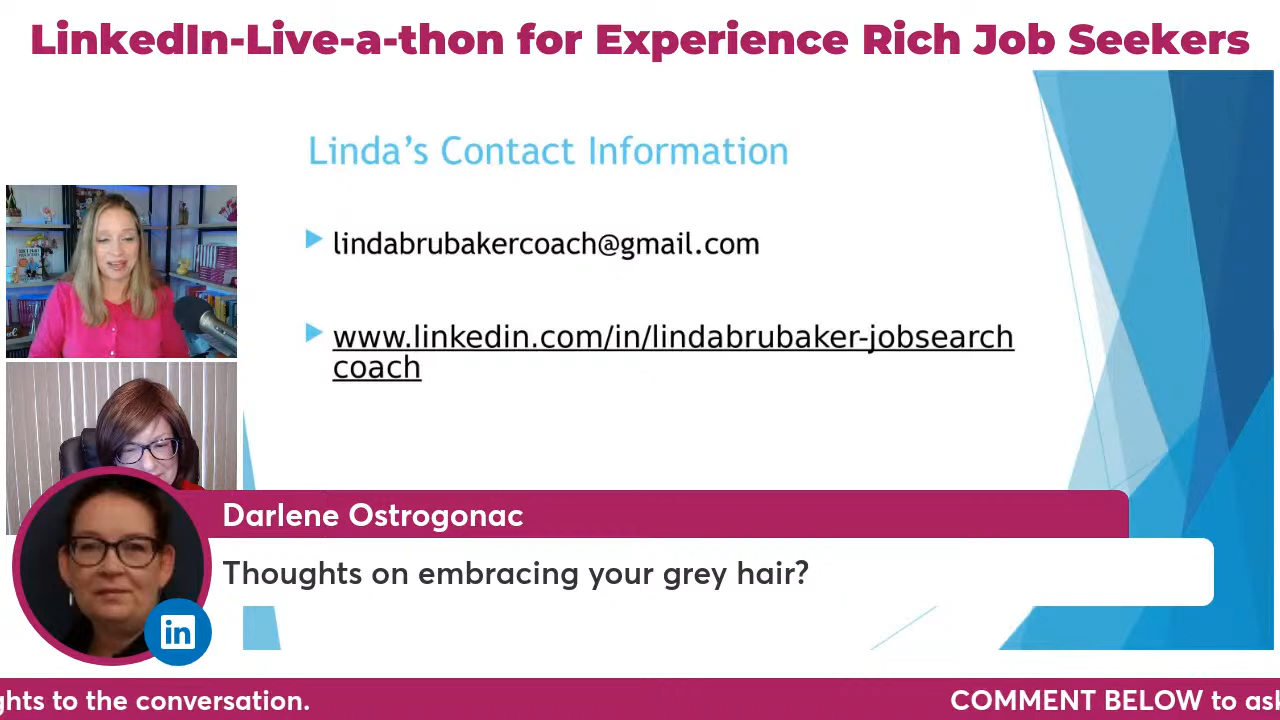 LinkedIn-Live-a-thon for Experience Rich Job Seekers
Linda's Contact Information
lindabrubakercoach@gmail.com
www.linkedin.com/in/lindabrubaker-jobsearch
coach
Darlene Ostrogonac
Thoughts on embracing your grey hair?
in
ghts to the conversation.
COMMENT BELOW to ask